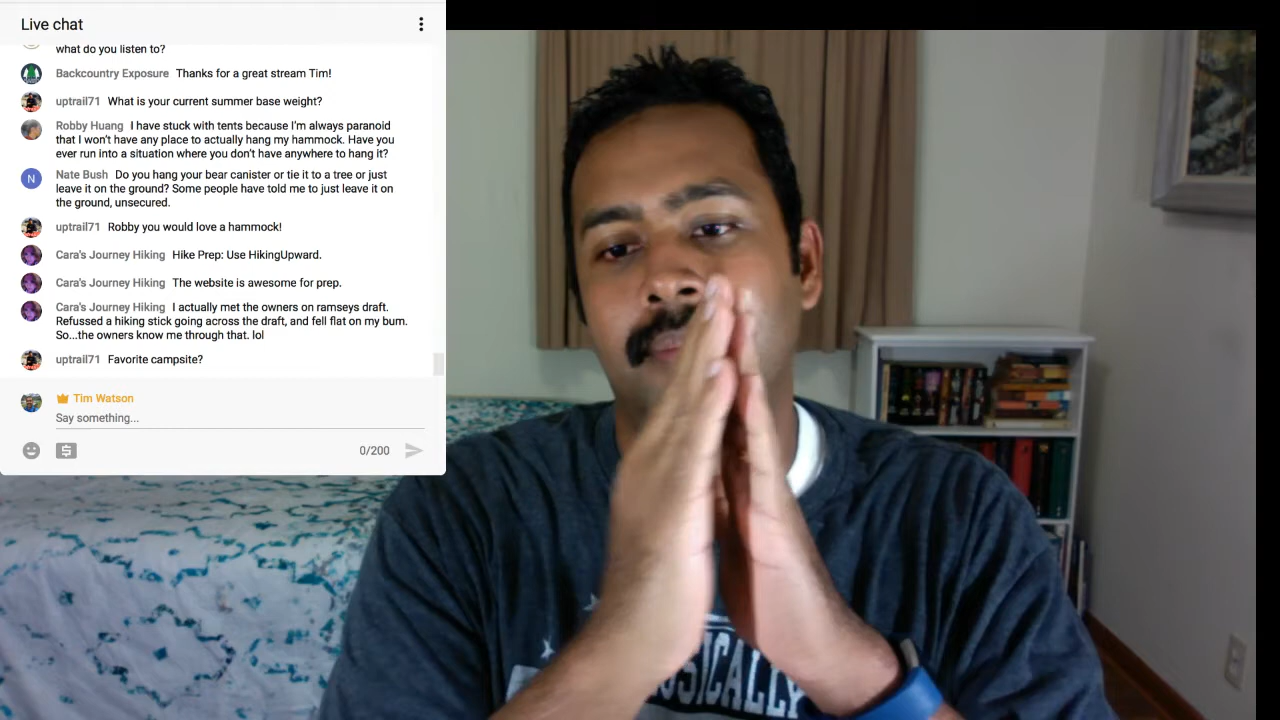 Live chat
what do you listen to?
Backcountry Exposure Thanks for a great stream Tim!
uptrail71 What is your current summer base weight?
Robby Huang I have stuck with tents because I'm always paranoid
that I won't have any place to actually hang my hammock. Have you
ever run into a situation where you don't have anywhere to hang it?
N
Nate Bush Do you hang your bear canister or tie it to a tree or just
leave it on the ground? Some people have told me to just leave it on
the ground, unsecured.
uptrail71 Robby you would love a hammock!
Cara's Journey Hiking Hike Prep: Use HikingUpward.
Cara's Journey Hiking The website is awesome for prep.
Cara's Journey Hiking I actually met the owners on ramseys draft.
Refussed a hiking stick going across the draft, and fell flat on my bum.
So...the owners know me through that. lol
uptrail71 Favorite campsite?
Tim Watson
Say something...
0/200